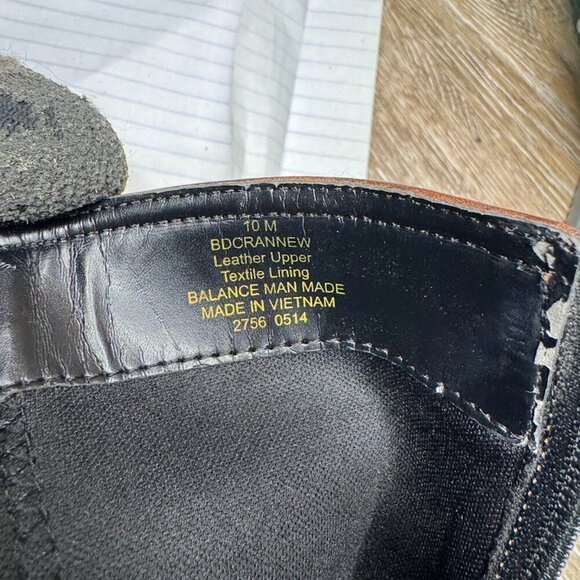 10 M
BDCRANNEW
Leather Upper
Textile Lining
BALANCE MAN MADE
MADE IN VIETNAM
2756 0514